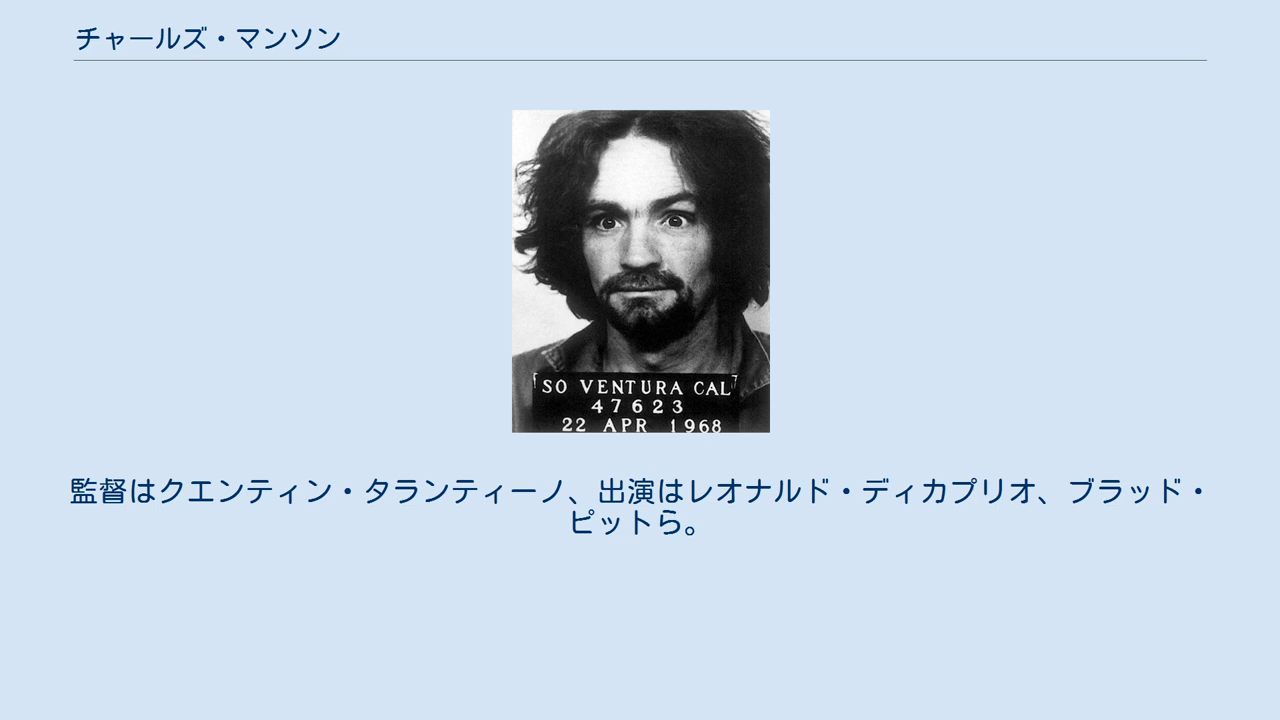 チャールズ・マンソン
SO VENTURA CAL
47623
22 APR 1968
監督はクエンティン・タランティーノ、出演はレオナルド・ディカプリオ、ブラッド・
ピットら。